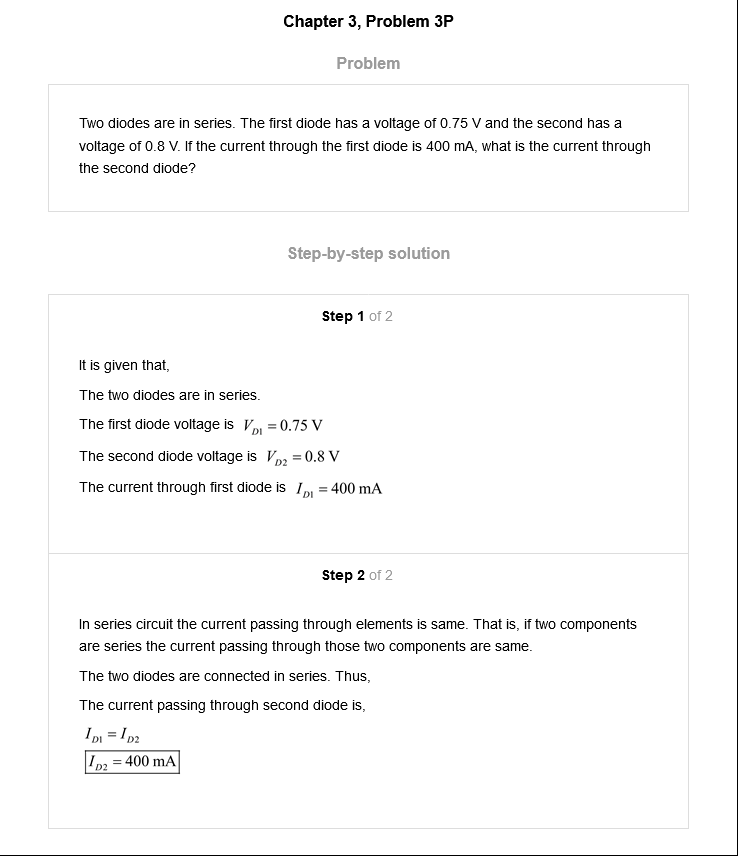 Chapter 3, Problem 3P
Problem
Two diodes are in series. The first diode has a voltage of 0.75 V and the second has a
voltage of 0.8 V. If the current through the first diode is 400 mA, what is the current through
the second diode?
Step-by-step solution
Step 1 of 2
It is given that,
The two diodes are in series.
The first diode voltage is V_{D1} = 0.75 V
The second diode voltage is V_{D2} = 0.8 V
The current through first diode is I_{D1} = 400 mA
Step 2 of 2
In series circuit the current passing through elements is same. That is, if two components
are series the current passing through those two components are same.
The two diodes are connected in series. Thus,
The current passing through second diode is,
I_{D1} = I_{D2}
I_{D2} = 400 mA